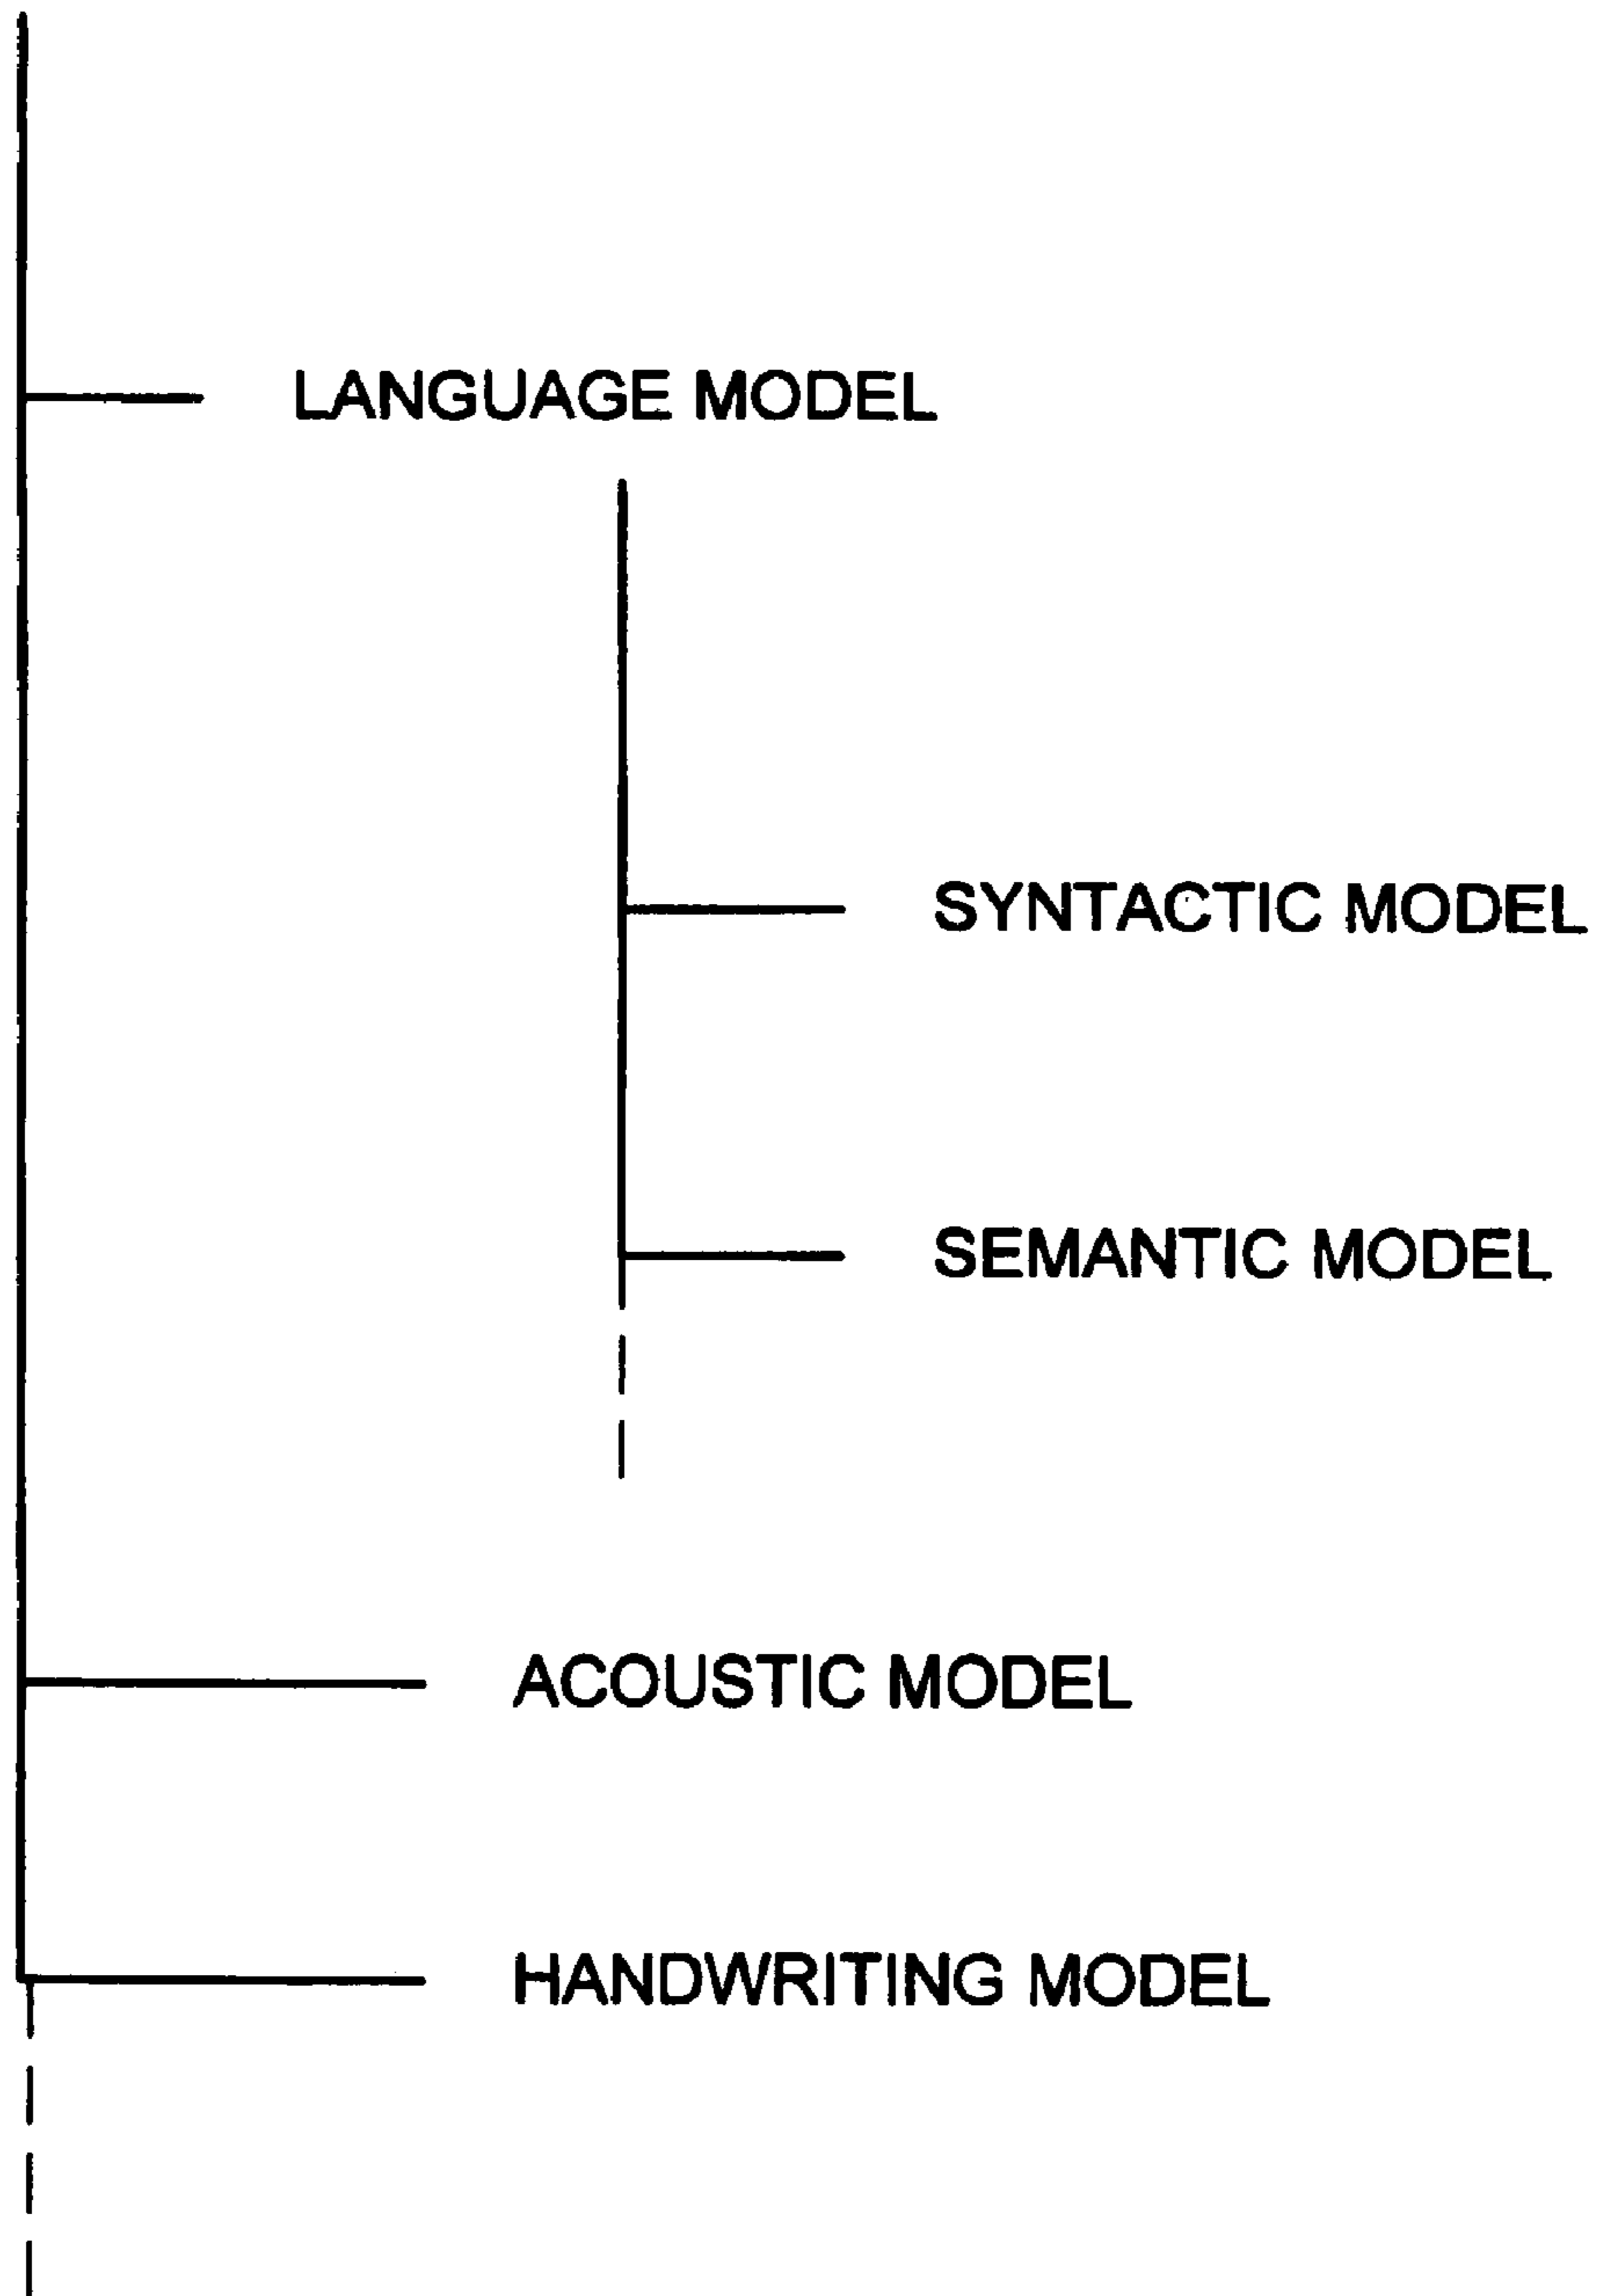 LANGUAGE MODEL
SYNTACTIC MODEL
SEMANTIC MODEL
ACOUSTIC MODEL
HANDWRITING MODEL